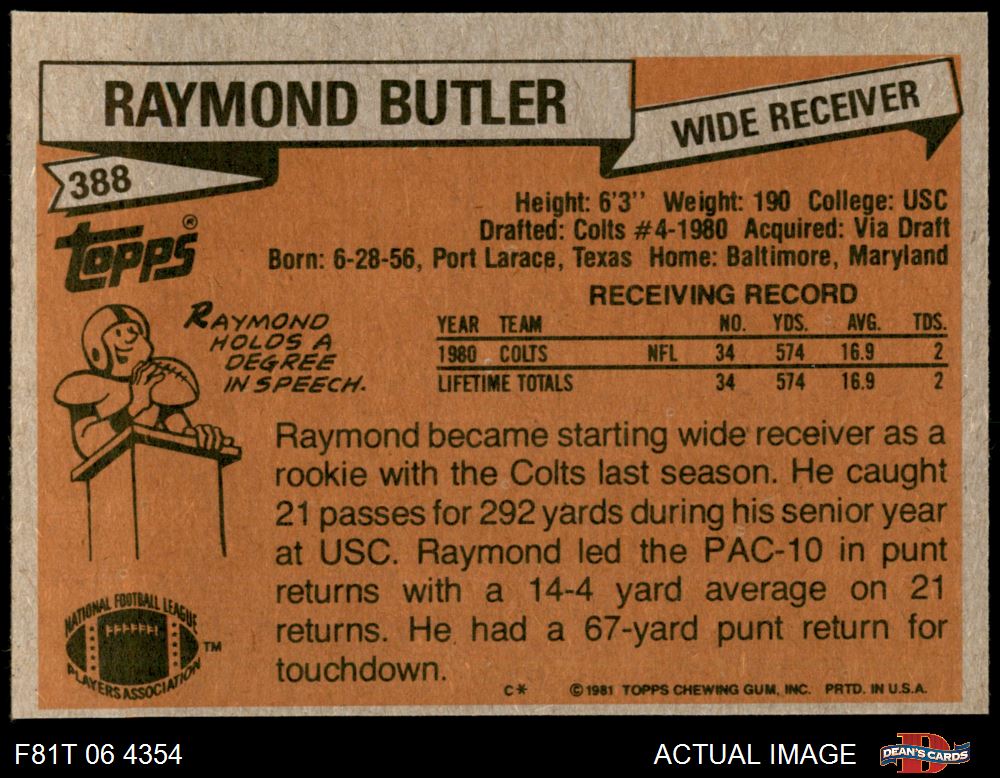 RAYMOND BUTLER
WIDE RECEIVER
388
TOPPS®
Height: 6'3'' Weight: 190 College: USC
Drafted: Colts #4-1980 Acquired: Via Draft
Born: 6-28-56, Port Larace, Texas Home: Baltimore, Maryland
RAYMOND
HOLDS A
DEGREE
IN SPEECH.
RECEIVING RECORD
YEAR TEAM NO. YDS. AVG. TDS.
1980 COLTS NFL 34 574 16.9 2
LIFETIME TOTALS 34 574 16.9 2
Raymond became starting wide receiver as a
rookie with the Colts last season. He caught
21 passes for 292 yards during his senior year
at USC. Raymond led the PAC-10 in punt
returns with a 14-4 yard average on 21
returns. He had a 67-yard punt return for
touchdown.
NATIONAL FOOTBALL LEAGUE
PLAYERS ASSOCIATION
TM
C* ©1981 TOPPS CHEWING GUM, INC. PRTD. IN U.S.A.
F81T 06 4354
ACTUAL IMAGE
D
DEAN'S CARDS